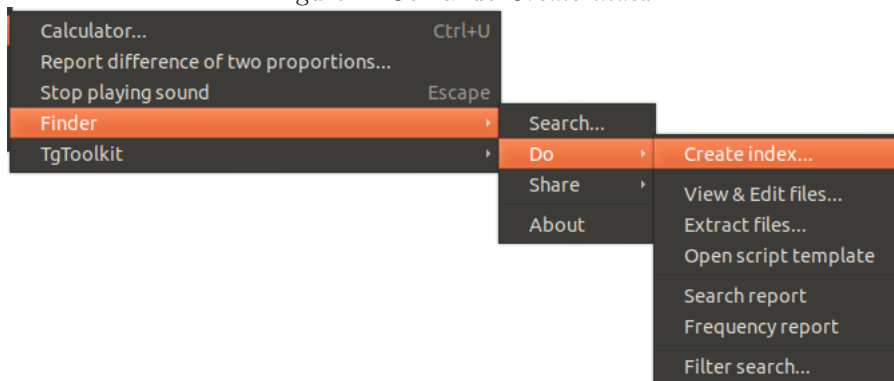 Calculator... Ctrl+U
Report difference of two proportions...
Stop playing sound Escape
Finder
TgToolkit
Search...
Do
Share
About
Create index...
View & Edit files...
Extract files...
Open script template
Search report
Frequency report
Filter search...